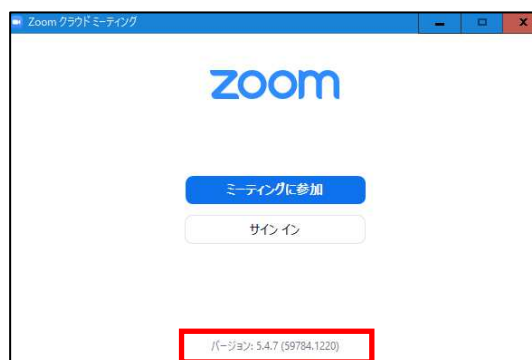 Zoom クラウドミーティング
zoom
ミーティングに参加
サイン イン
バージョン: 5.4.7 (59784.1220)